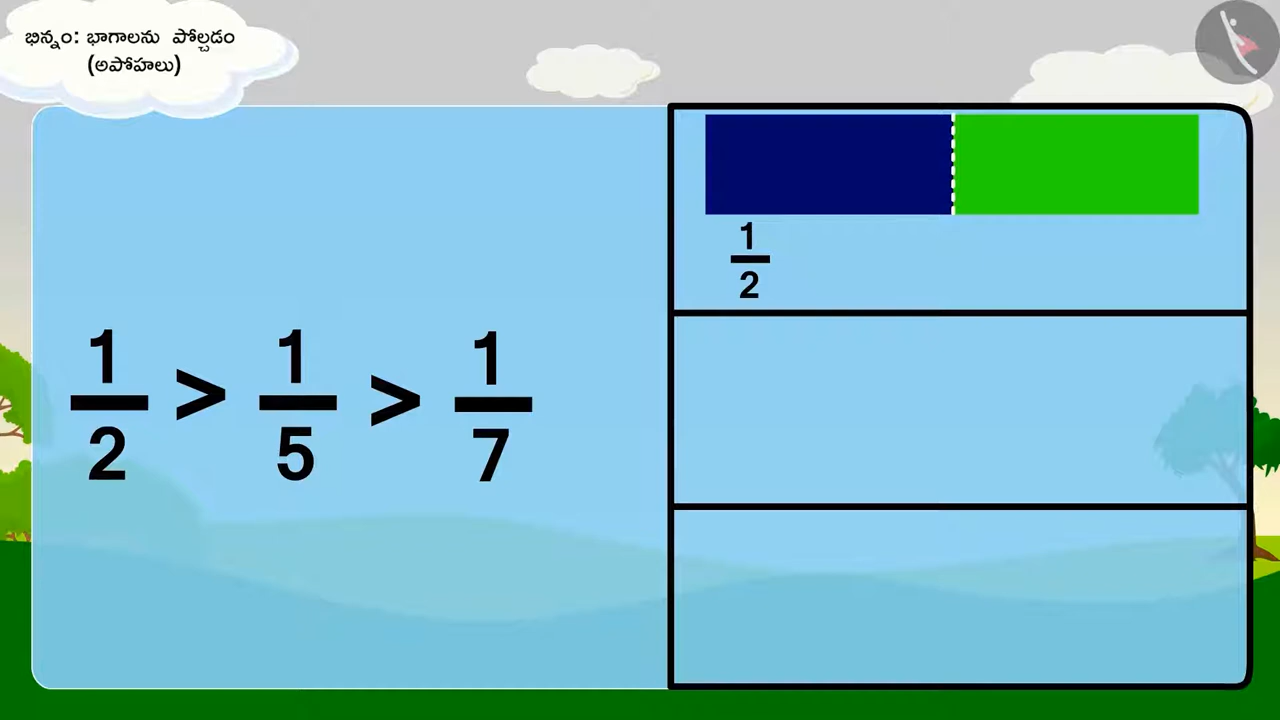 భిన్నం: భాగాలను పోల్చడం
(అపోహలు)
1/2 > 1/5 > 1/7
1/2